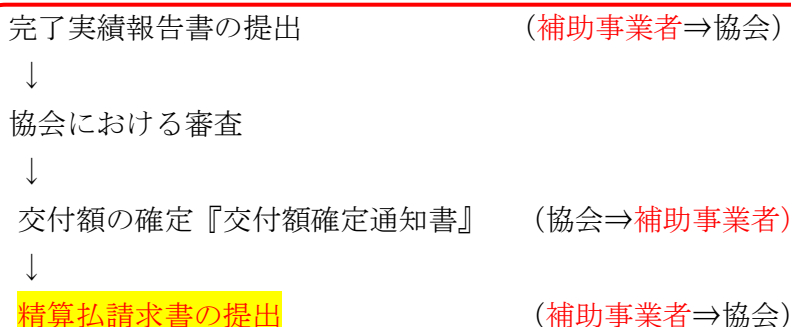 完了実績報告書の提出 （補助事業者⇒協会）
↓
協会における審査
↓
交付額の確定『交付額確定通知書』 （協会⇒補助事業者）
↓
精算払請求書の提出 （補助事業者⇒協会）